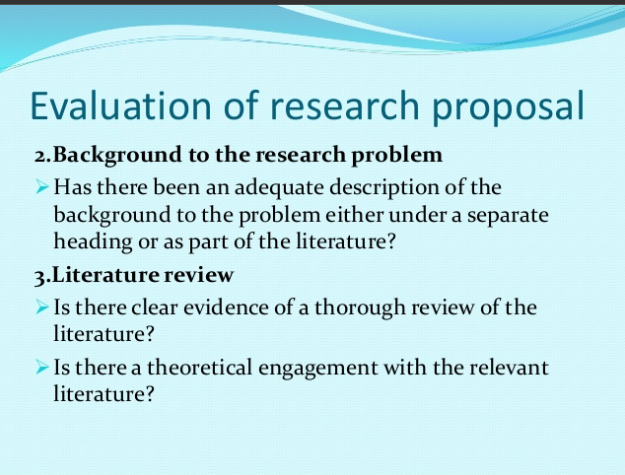 Evaluation of research proposal
2.Background to the research problem
➢Has there been an adequate description of the
background to the problem either under a separate
heading or as part of the literature?
3.Literature review
➢Is there clear evidence of a thorough review of the
literature?
➢Is there a theoretical engagement with the relevant
literature?